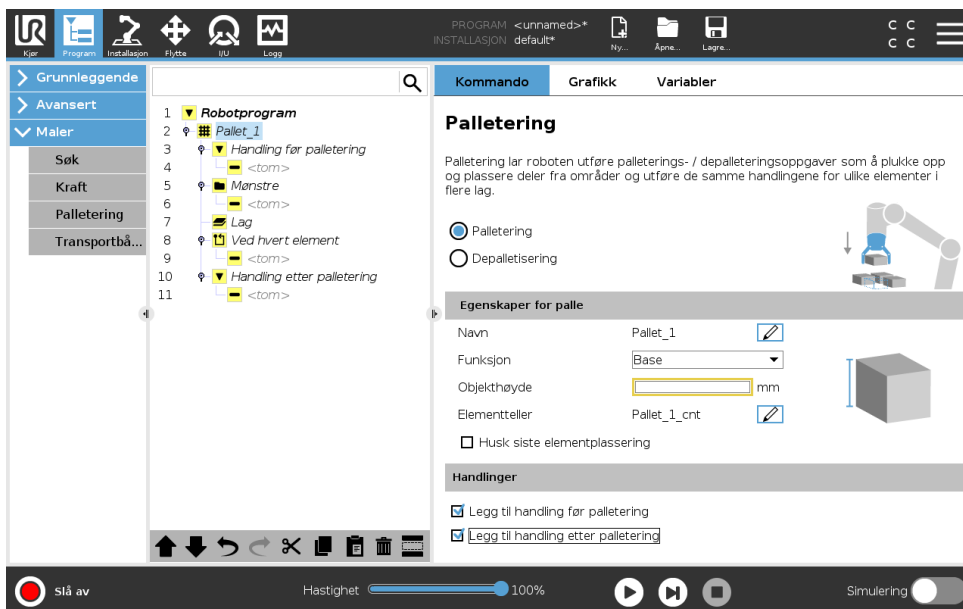 PROGRAM <unnamed>*
INSTALLASJON default*
Kjør
Program
Installasjon
Flytte
I/U
Logg
Ny...
Åpne...
Lagre...
C C
C C
Grunnleggende
Avansert
Maler
Søk
Kraft
Palletering
Transportbå...
1 Robotprogram
2 Pallet_1
3 Handling før palletering
4 <tom>
5 Mønstre
6 <tom>
7 Lag
8 Ved hvert element
9 <tom>
10 Handling etter palletering
11 <tom>
Kommando Grafikk Variabler
Palletering
Palletering lar roboten utføre palleterings- / depalleteringsoppgaver som å plukke opp
og plassere deler fra områder og utføre de samme handlingene for ulike elementer i
flere lag.
Palletering
Depalletisering
Egenskaper for palle
Navn Pallet_1
Funksjon Base
Objekthøyde mm
Elementteller Pallet_1_cnt
Husk siste elementplassering
Handlinger
Legg til handling før palletering
Legg til handling etter palletering
Slå av
Hastighet 100%
Simulering